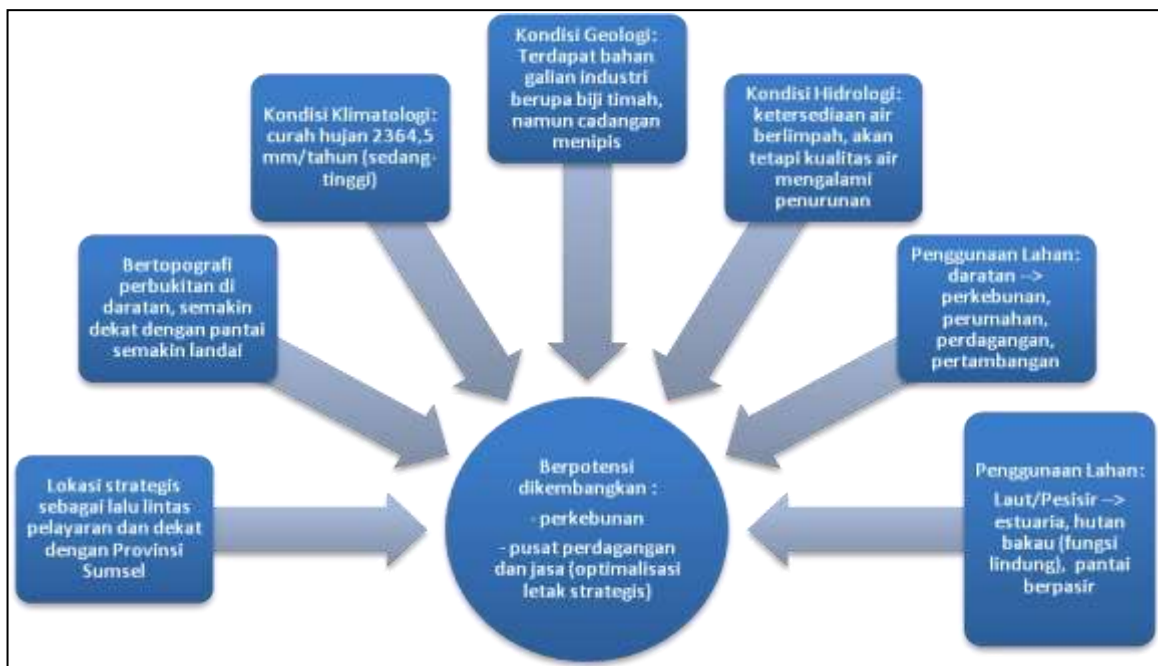 Lokasi strategis
sebagai lalu lintas
pelayaran dan dekat
dengan Provinsi
Sumsel
Bertopografi
perbukitan di
daratan, semakin
dekat dengan pantai
semakin landai
Kondisi Klimatologi:
curah hujan 2364,5
mm/tahun (sedang-
tinggi)
Kondisi Geologi:
Terdapat bahan
galian industri
berupa biji timah,
namun cadangan
menipis
Kondisi Hidrologi:
ketersediaan air
berlimpah, akan
tetapi kualitas air
mengalami
penurunan
Penggunaan Lahan:
daratan -->
perkebunan,
perumahan,
perdagangan,
pertambangan
Penggunaan Lahan:
Laut/Pesisir -->
estuaria, hutan
bakau (fungsi
lindung), pantai
berpasir
Berpotensi
dikembangkan :
- perkebunan
- pusat perdagangan
dan jasa (optimalisasi
letak strategis)